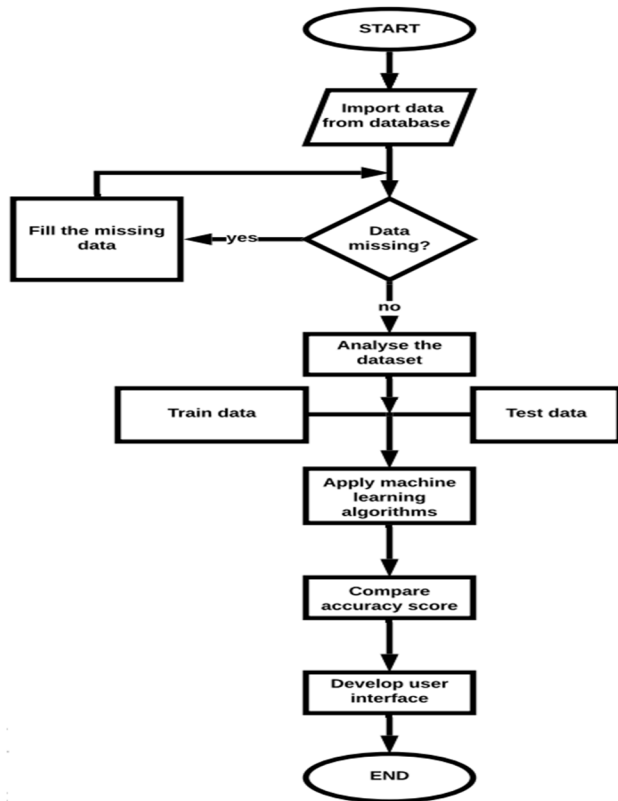 START
Import data
from database
Data
missing?
yes
Fill the missing
data
no
Analyse the
dataset
Train data
Test data
Apply machine
learning
algorithms
Compare
accuracy score
Develop user
interface
END